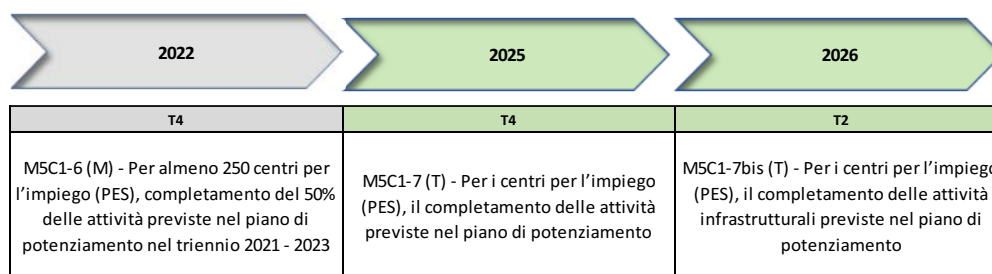 2022
2025
2026
T4
T4
T2
M5C1-6 (M) - Per almeno 250 centri per
l'impiego (PES), completamento del 50%
delle attività previste nel piano di
potenziamento nel triennio 2021 - 2023
M5C1-7 (T) - Per i centri per l'impiego
(PES), il completamento delle attività
previste nel piano di potenziamento
M5C1-7bis (T) - Per i centri per l'impiego
(PES), il completamento delle attività
infrastrutturali previste nel piano di
potenziamento